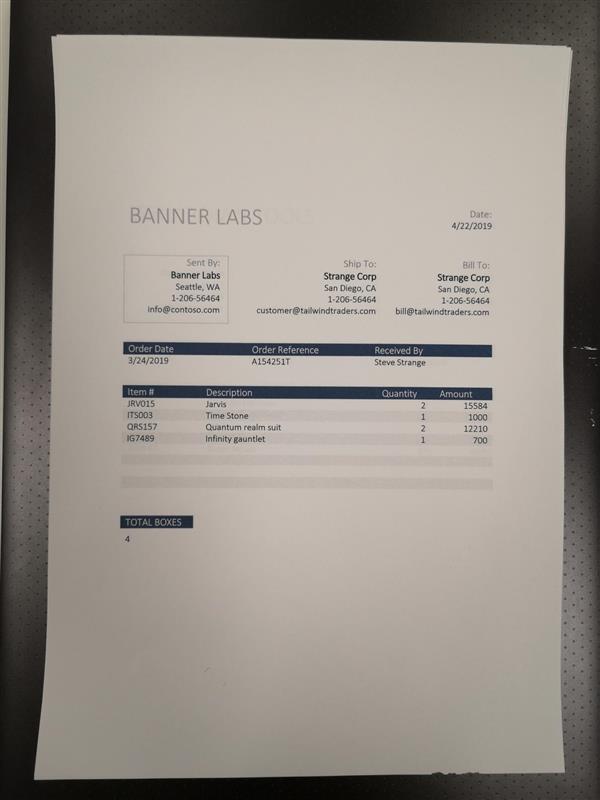 BANNER LABS
Date:
4/22/2019
Sent By: Ship To: Bill To:
Banner Labs Strange Corp Strange Corp
Seattle, WA San Diego, CA San Diego, CA
1-206-56464 1-206-56464 1-206-56464
info@contoso.com customer@tailwindtraders.com bill@tailwindtraders.com
Order Date Order Reference Received By
3/24/2019 A154251T Steve Strange
Item # Description Quantity Amount
JRV015 Jarvis 2 15584
ITS003 Time Stone 1 1000
QRS157 Quantum realm suit 2 12210
IG7489 Infinity gauntlet 1 700
TOTAL BOXES
4